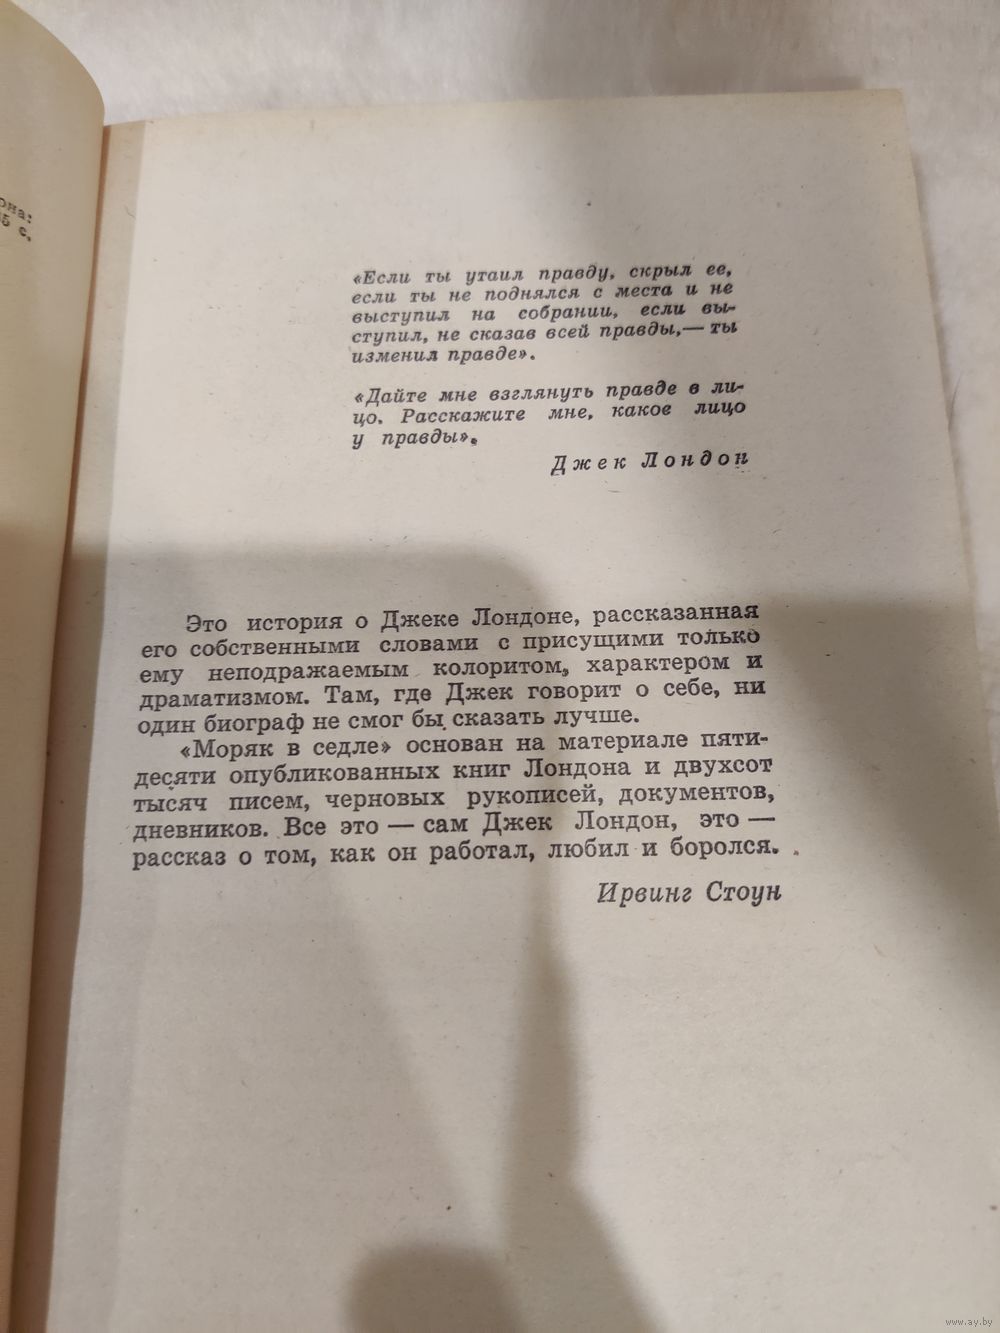 она:
5 с.
«Если ты утаил правду, скрыл ее,
если ты не поднялся с места и не
выступил на собрании, если вы-
ступил, не сказав всей правды,— ты
изменил правде».
«Дайте мне взглянуть правде в ли-
цо. Расскажите мне, какое лицо
у правды».
Джек Лондон
Это история о Джеке Лондоне, рассказанная
его собственными словами с присущими только
ему неподражаемым колоритом, характером и
драматизмом. Там, где Джек говорит о себе, ни
один биограф не смог бы сказать лучше.
«Моряк в седле» основан на материале пяти-
десяти опубликованных книг Лондона и двухсот
тысяч писем, черновых рукописей, документов,
дневников. Все это — сам Джек Лондон, это —
рассказ о том, как он работал, любил и боролся.
Ирвинг Стоун
www.ay.by